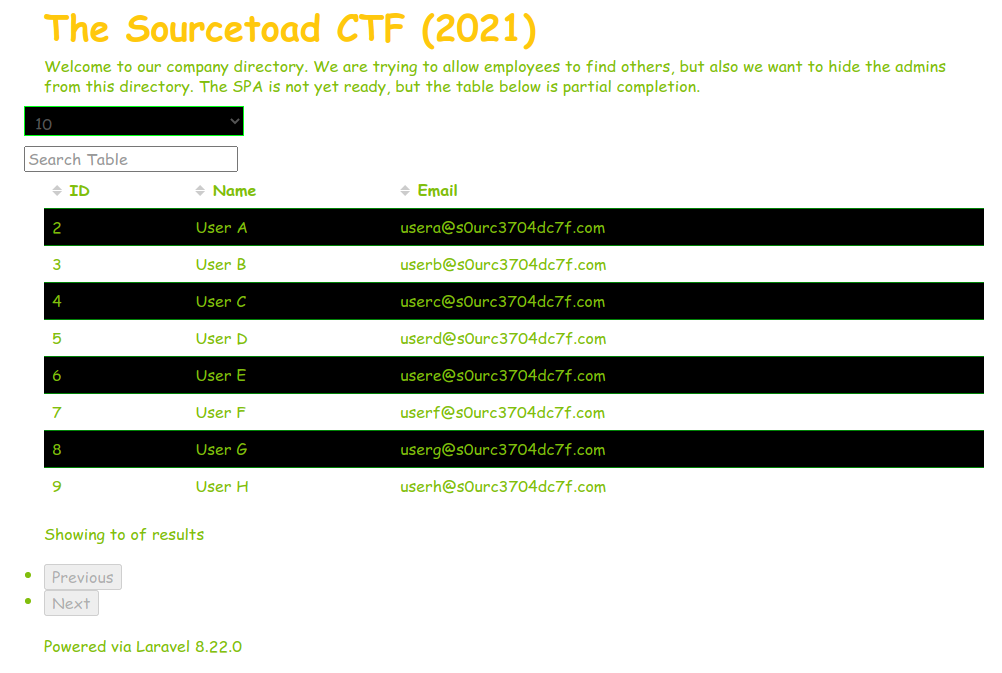 The Sourcetoad CTF (2021)
Welcome to our company directory. We are trying to allow employees to find others, but also we want to hide the admins
from this directory. The SPA is not yet ready, but the table below is partial completion.
10
Search Table
ID Name Email
2 User A usera@s0urc3704dc7f.com
3 User B userb@s0urc3704dc7f.com
4 User C userc@s0urc3704dc7f.com
5 User D userd@s0urc3704dc7f.com
6 User E usere@s0urc3704dc7f.com
7 User F userf@s0urc3704dc7f.com
8 User G userg@s0urc3704dc7f.com
9 User H userh@s0urc3704dc7f.com
Showing to of results
Previous
Next
Powered via Laravel 8.22.0